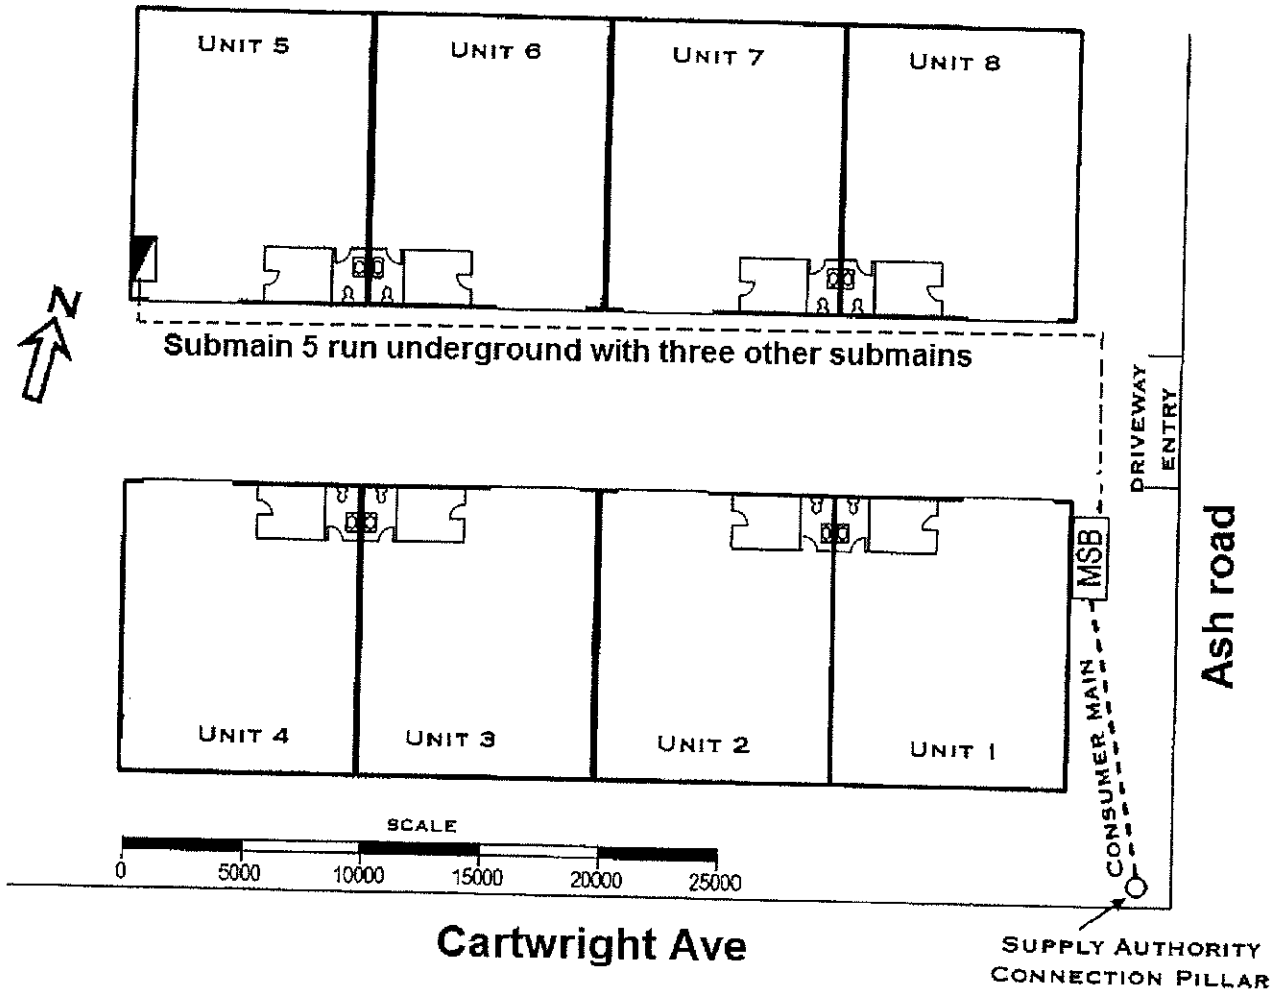 UNIT 5
UNIT 6
UNIT 7
UNIT 8
N
Submain 5 run underground with three other submains
DRIVEWAY
ENTRY
MSB
Ash road
CONSUMER MAIN
UNIT 4
UNIT 3
UNIT 2
UNIT 1
SCALE
0 5000 10000 15000 20000 25000
Cartwright Ave
SUPPLY AUTHORITY
CONNECTION PILLAR